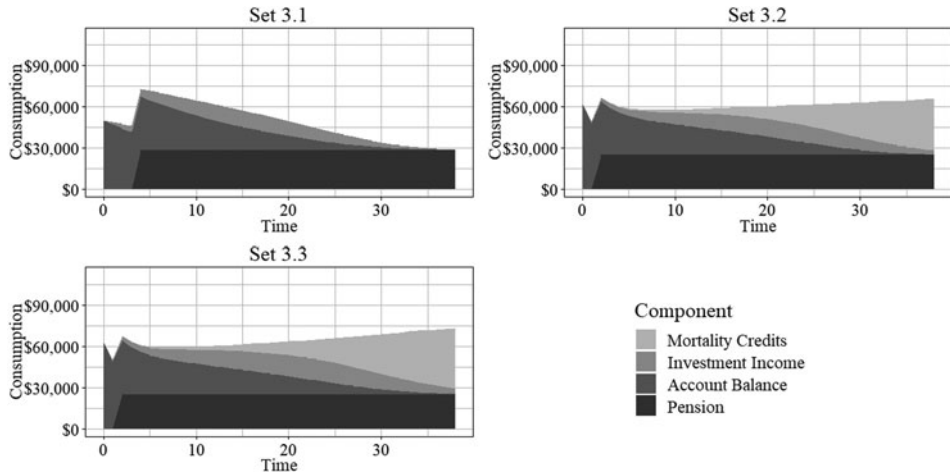 Set 3.1
Consumption
$90,000
$60,000
$30,000
$0
0 10 20 30
Time
Set 3.2
Consumption
$90,000
$60,000
$30,000
$0
0 10 20 30
Time
Set 3.3
Consumption
$90,000
$60,000
$30,000
$0
0 10 20 30
Time
Component
Mortality Credits
Investment Income
Account Balance
Pension